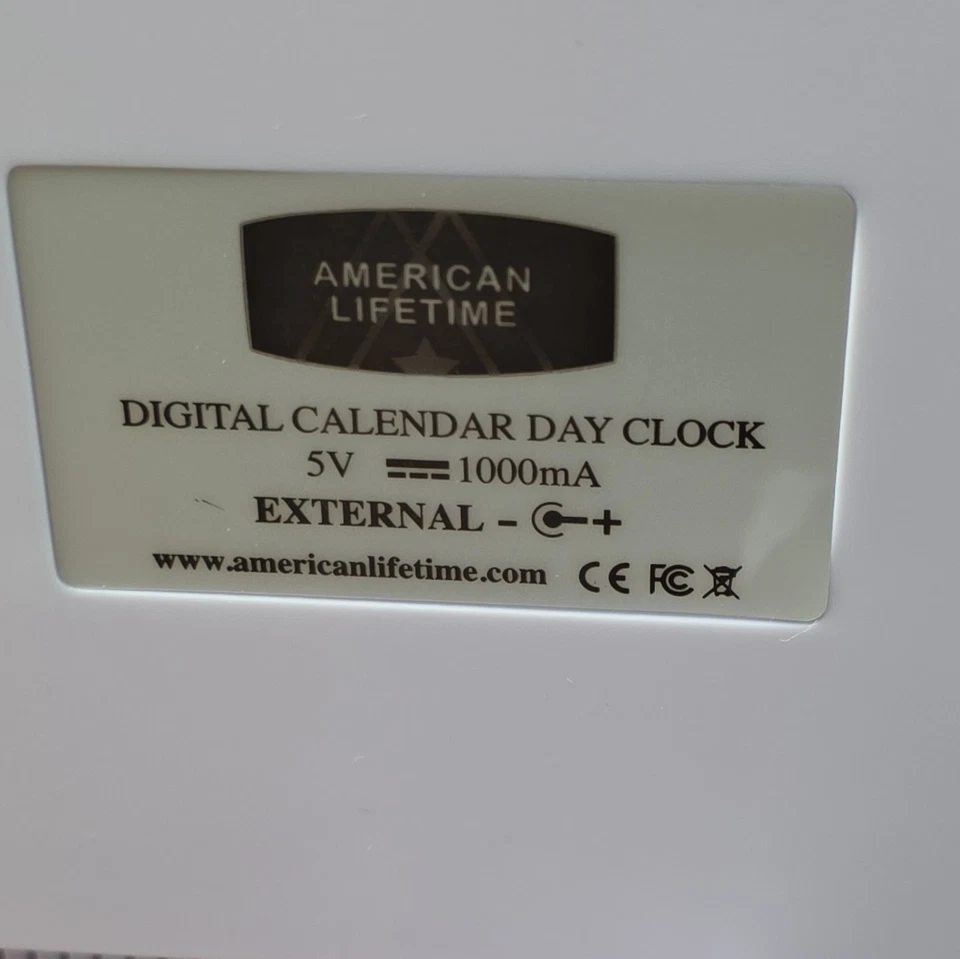 AMERICAN
LIFETIME
DIGITAL CALENDAR DAY CLOCK
5V ⎓ 1000mA
EXTERNAL - +
www.americanlifetime.com CE FC